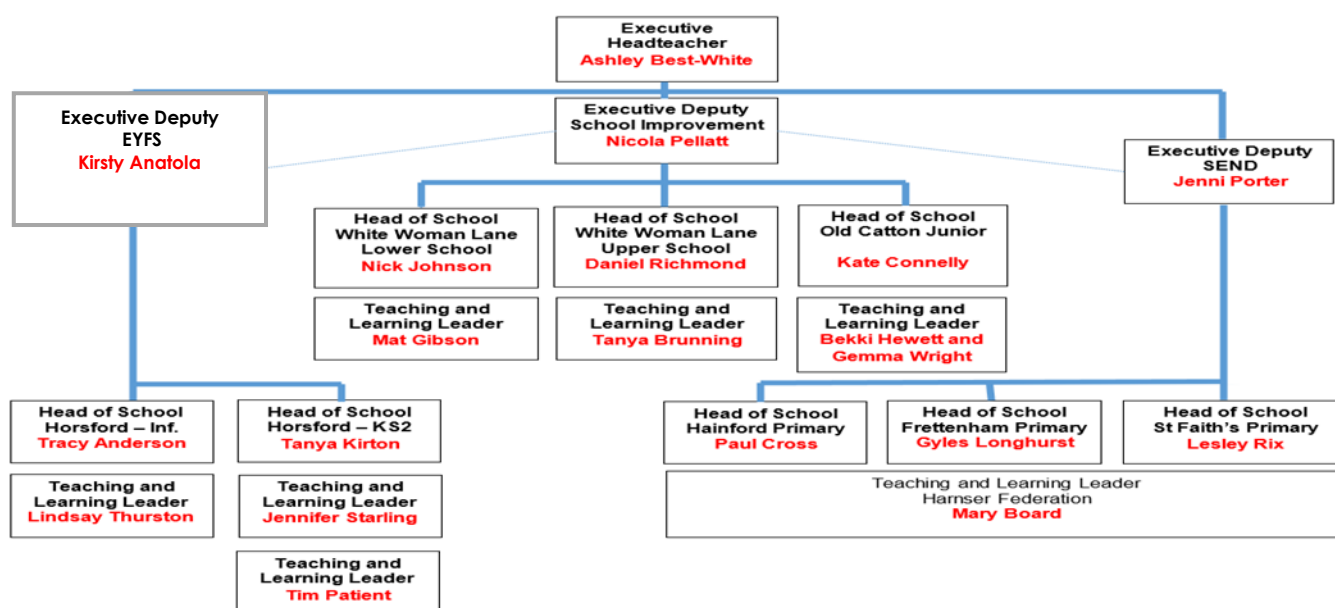 Executive
Headteacher
Ashley Best-White
Executive Deputy
EYFS
Kirsty Anatola
Executive Deputy
School Improvement
Nicola Pellatt
Executive Deputy
SEND
Jenni Porter
Head of School
White Woman Lane
Lower School
Nick Johnson
Head of School
White Woman Lane
Upper School
Daniel Richmond
Head of School
Old Catton Junior
Kate Connelly
Teaching and
Learning Leader
Mat Gibson
Teaching and
Learning Leader
Tanya Brunning
Teaching and
Learning Leader
Bekki Hewett and
Gemma Wright
Head of School
Horsford – Inf.
Tracy Anderson
Head of School
Horsford – KS2
Tanya Kirton
Head of School
Hainford Primary
Paul Cross
Head of School
Frettenham Primary
Gyles Longhurst
Head of School
St Faith's Primary
Lesley Rix
Teaching and
Learning Leader
Lindsay Thurston
Teaching and
Learning Leader
Jennifer Starling
Teaching and Learning Leader
Harnser Federation
Mary Board
Teaching and
Learning Leader
Tim Patient